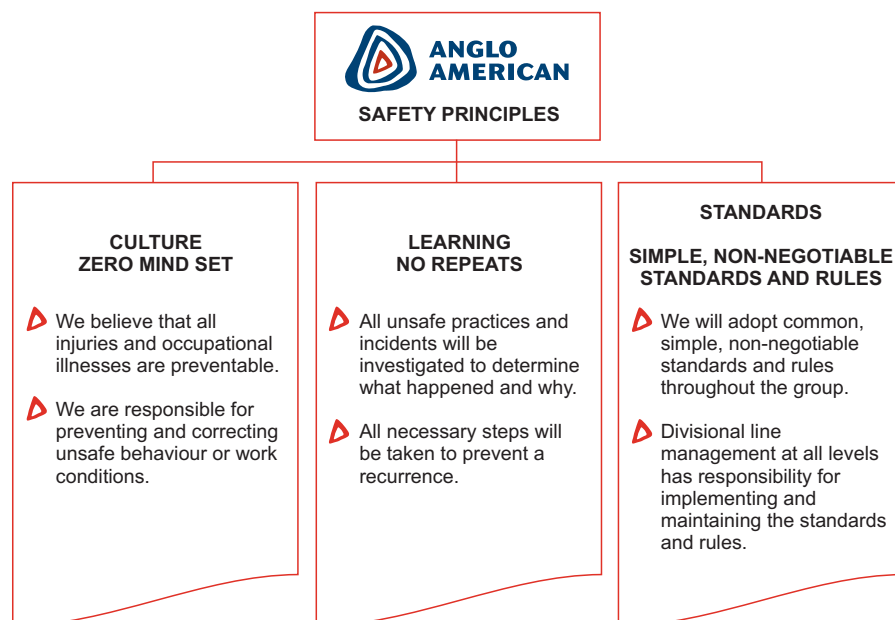 ANGLO
AMERICAN
SAFETY PRINCIPLES
CULTURE
ZERO MIND SET
We believe that all
injuries and occupational
illnesses are preventable.
We are responsible for
preventing and correcting
unsafe behaviour or work
conditions.
LEARNING
NO REPEATS
All unsafe practices and
incidents will be
investigated to determine
what happened and why.
All necessary steps will
be taken to prevent a
recurrence.
STANDARDS
SIMPLE, NON-NEGOTIABLE
STANDARDS AND RULES
We will adopt common,
simple, non-negotiable
standards and rules
throughout the group.
Divisional line
management at all levels
has responsibility for
implementing and
maintaining the standards
and rules.